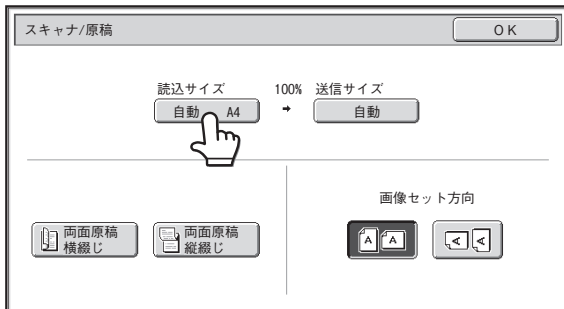 スキャナ/原稿
OK
読込サイズ 100% 送信サイズ
自動 A4 → 自動
画像セット方向
両面原稿
横綴じ
両面原稿
縦綴じ
A A A A